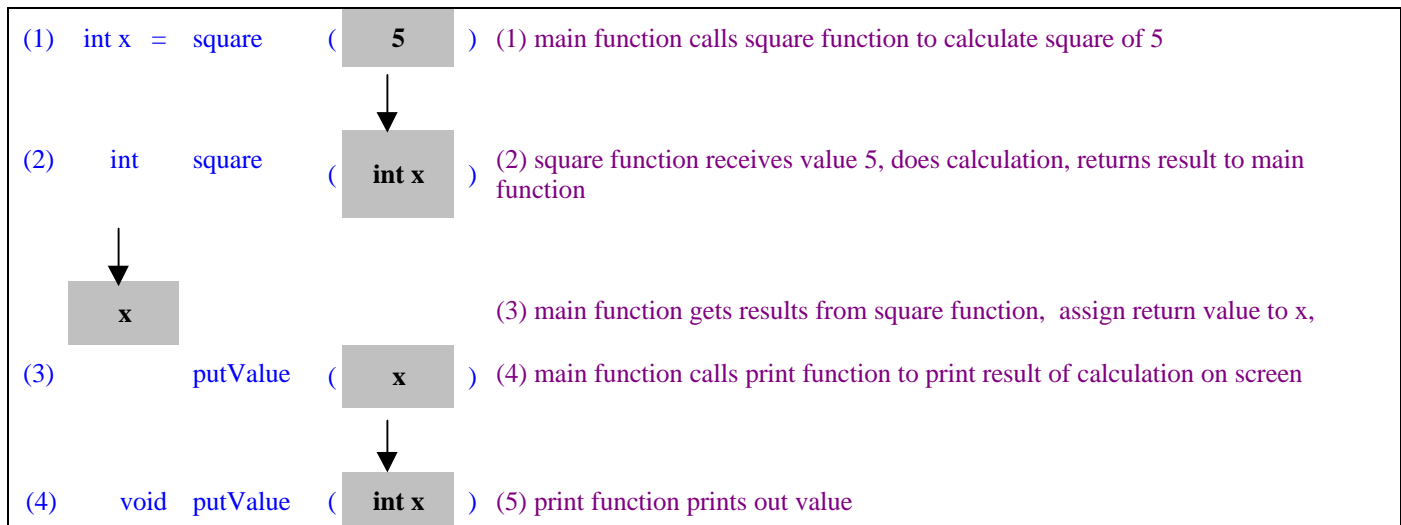 (1) int x = square ( 5 ) (1) main function calls square function to calculate square of 5
(2) int square ( int x ) (2) square function receives value 5, does calculation, returns result to main
function
x (3) main function gets results from square function, assign return value to x,
(3) putValue ( x ) (4) main function calls print function to print result of calculation on screen
(4) void putValue ( int x ) (5) print function prints out value